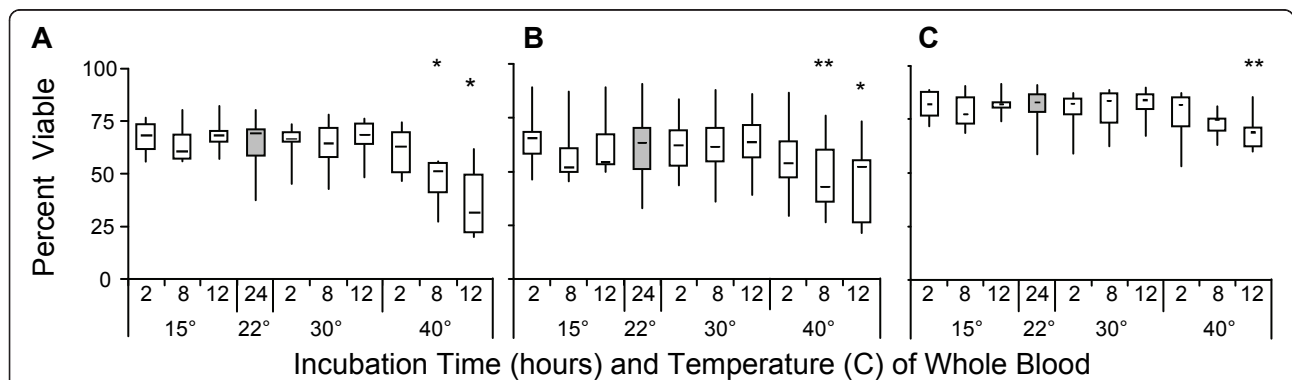 A B C
* ** **
* *
100
75
50
25
0
Percent Viable
2 8 12 24 2 8 12 2 8 12 2 8 12 24 2 8 12 2 8 12 2 8 12 24 2 8 12 2 8 12
15° 22° 30° 40° 15° 22° 30° 40° 15° 22° 30° 40°
Incubation Time (hours) and Temperature (C) of Whole Blood